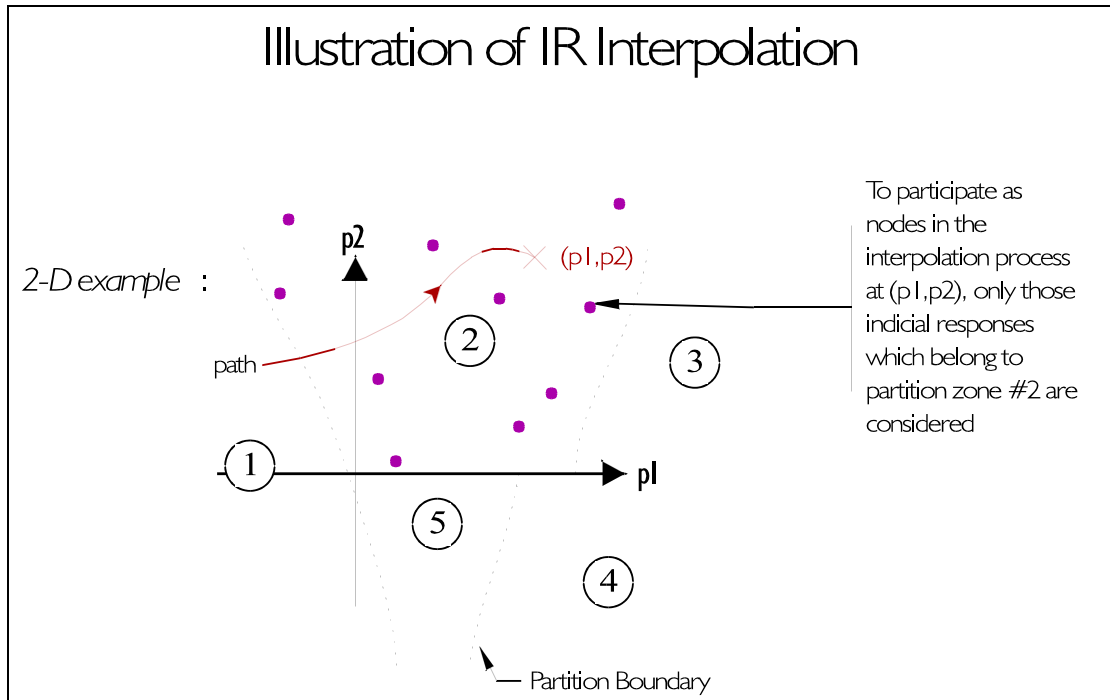 Illustration of IR Interpolation
To participate as
nodes in the
interpolation process
at (p1,p2), only those
indicial responses
which belong to
partition zone #2 are
considered
p2
(p1,p2)
2-D example :
2
path
3
1
p1
5
4
Partition Boundary